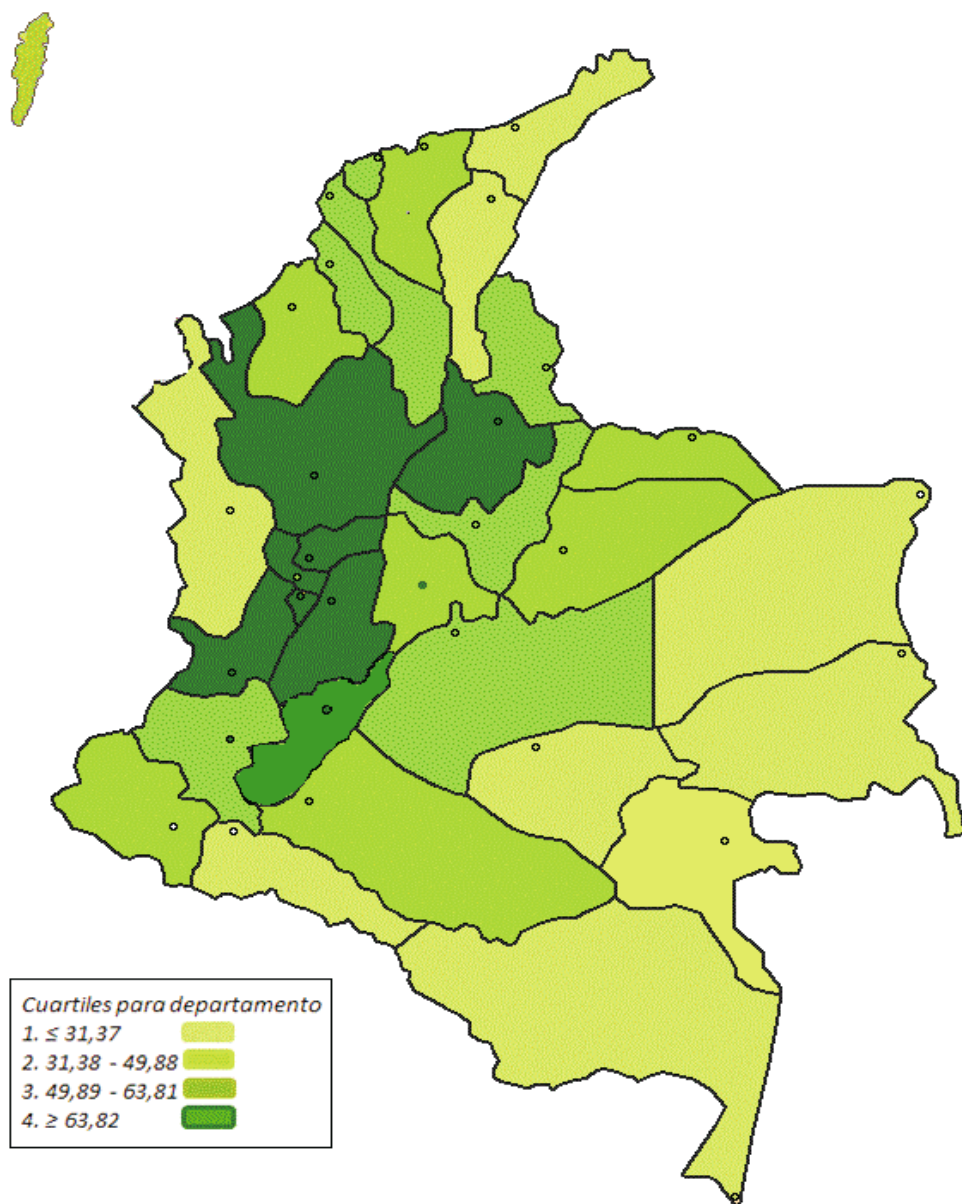 Cuartiles para departamento
1. ≤ 31,37
2. 31,38 - 49,88
3. 49,89 - 63,81
4. ≥ 63,82